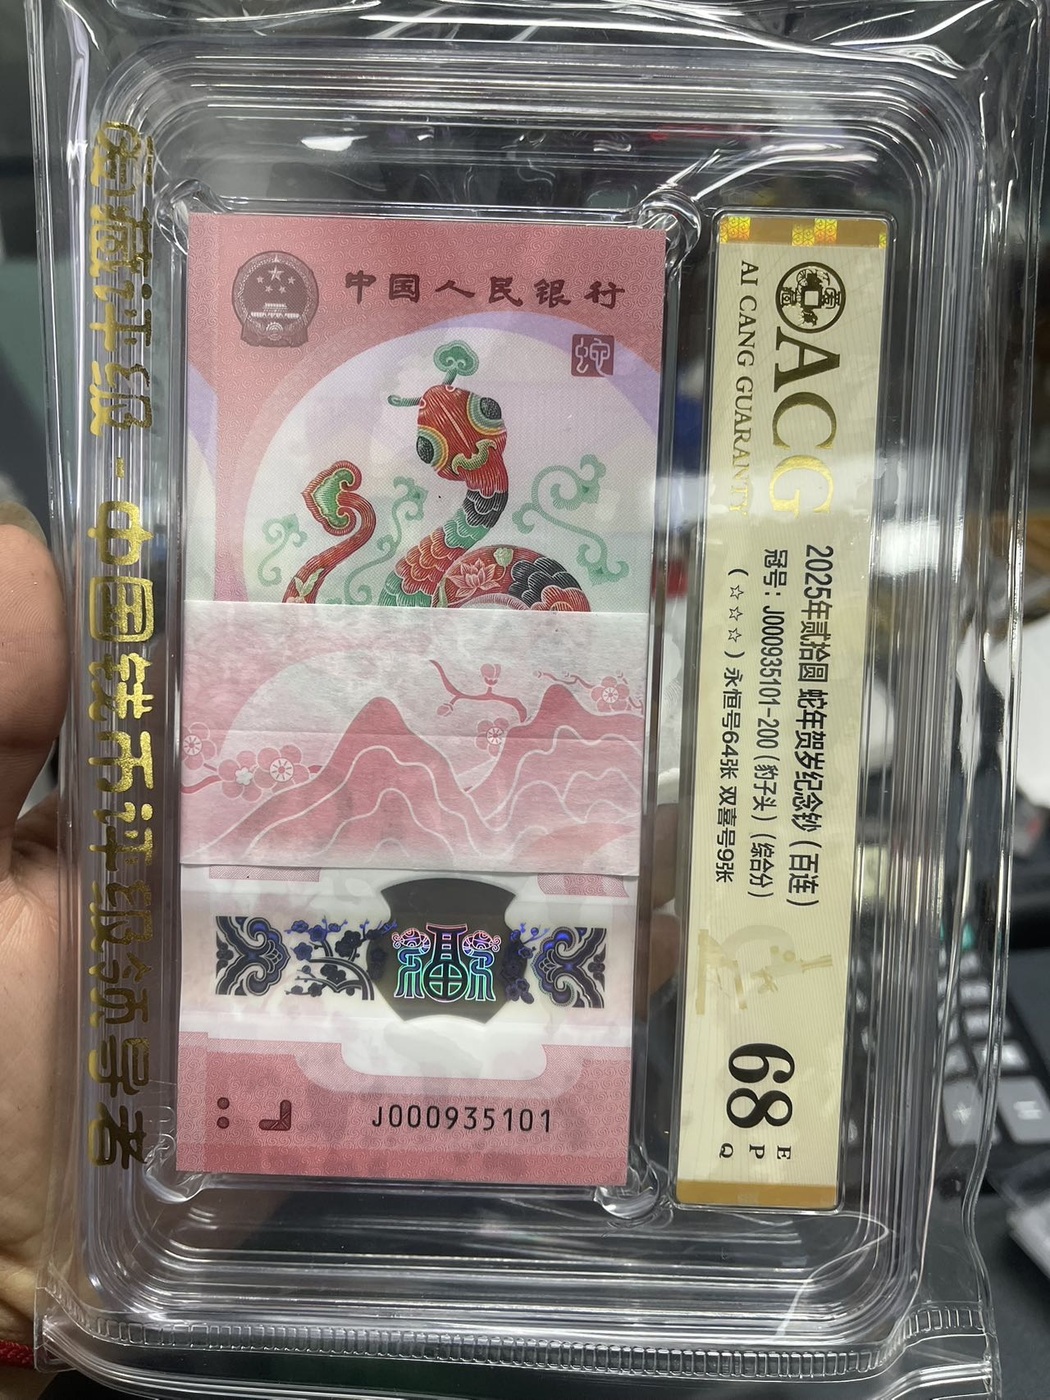 爱藏评级 - 中国钱币评级领导者
中国人民银行
蛇
J000935101
ACG
AI CANG GUARANTY
2025年贰拾圆 蛇年贺岁纪念钞（百连）
冠号：J000935101-200（豹子头）（综合分）
（☆☆☆）永恒号64张 双喜号9张
68
E
P
Q